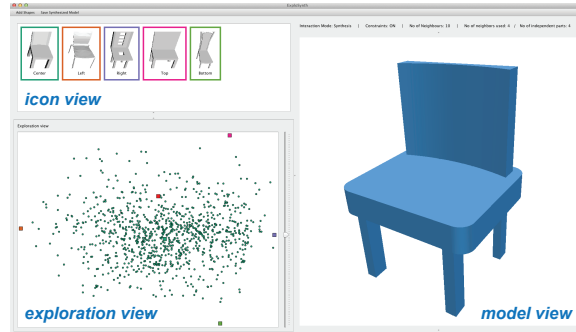 ExploreSynth
Add Shapes Save Synthesized Model
Interaction Mode: Synthesis | Constraints: ON | No of Neighbours: 10 | No of neighbors used: 4 / No of independent parts: 4
Center Left Right Top Bottom
icon view
Exploration view
exploration view
model view